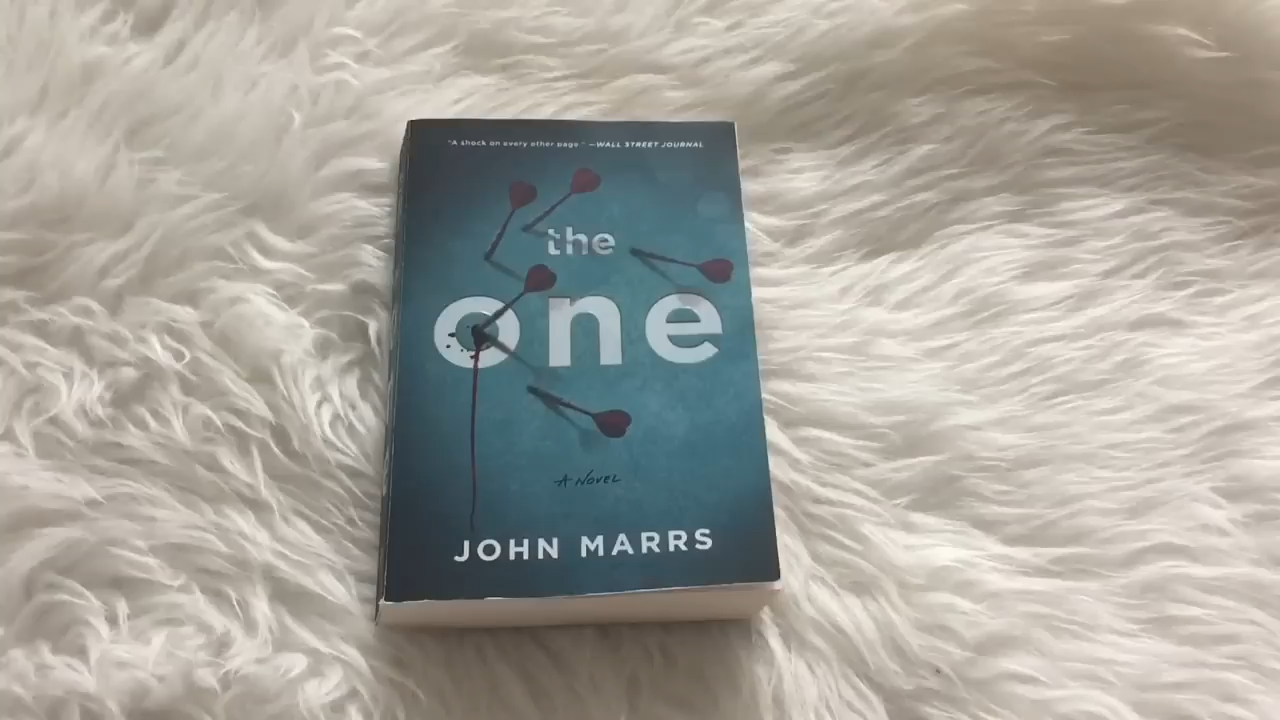 "A shock on every other page." —WALL STREET JOURNAL
the
one
A NOVEL
JOHN MARRS